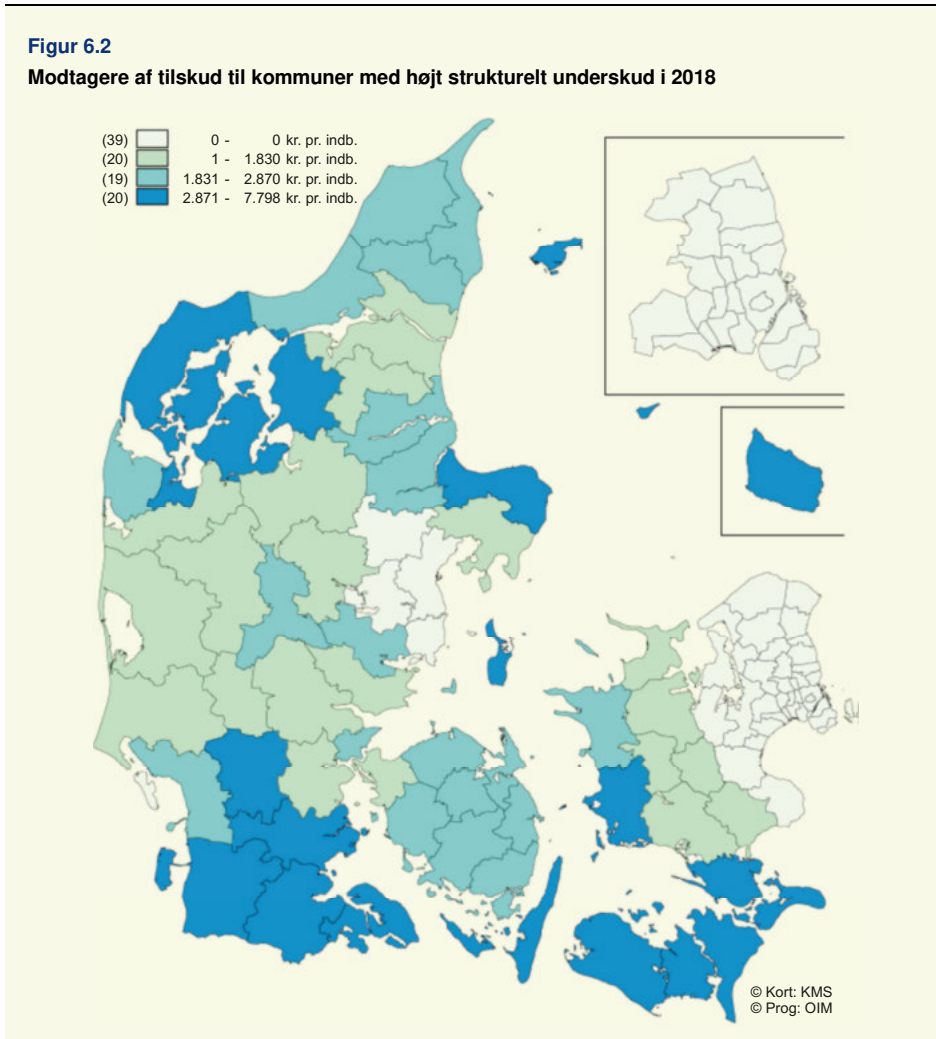 Figur 6.2
Modtagere af tilskud til kommuner med højt strukturelt underskud i 2018
(39) 0 - 0 kr. pr. indb.
(20) 1 - 1.830 kr. pr. indb.
(19) 1.831 - 2.870 kr. pr. indb.
(20) 2.871 - 7.798 kr. pr. indb.
© Kort: KMS
© Prog: OIM